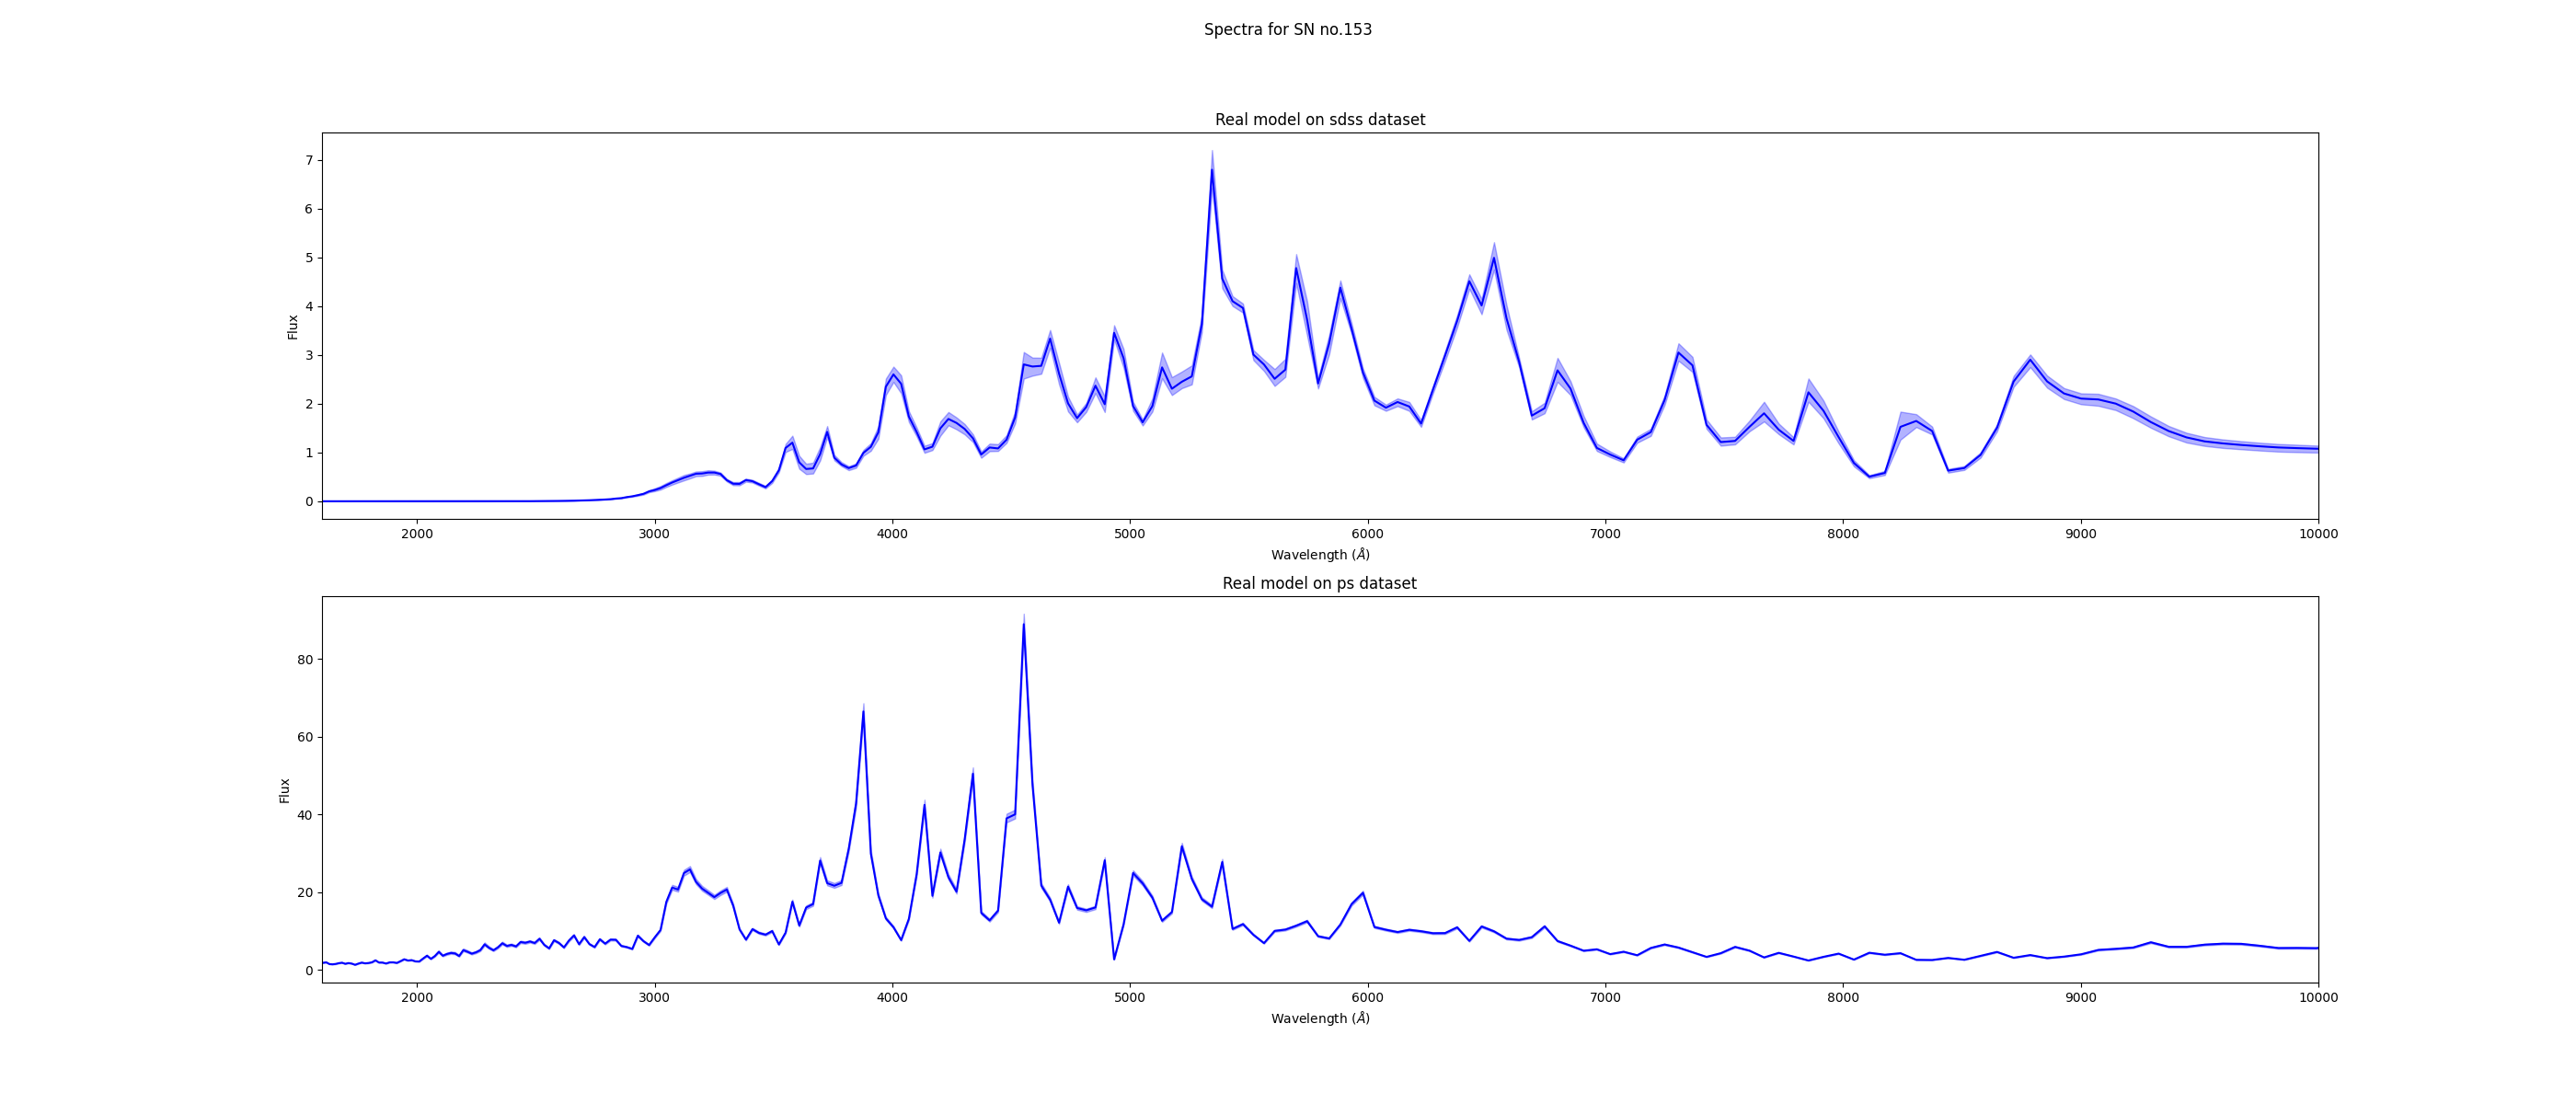 Spectra for SN no.153
Real model on sdss dataset
7
6
5
4
3
2
1
0
Flux
2000 3000 4000 5000 6000 7000 8000 9000 10000
Wavelength (Å)
Real model on ps dataset
80
60
40
20
0
Flux
2000 3000 4000 5000 6000 7000 8000 9000 10000
Wavelength (Å)